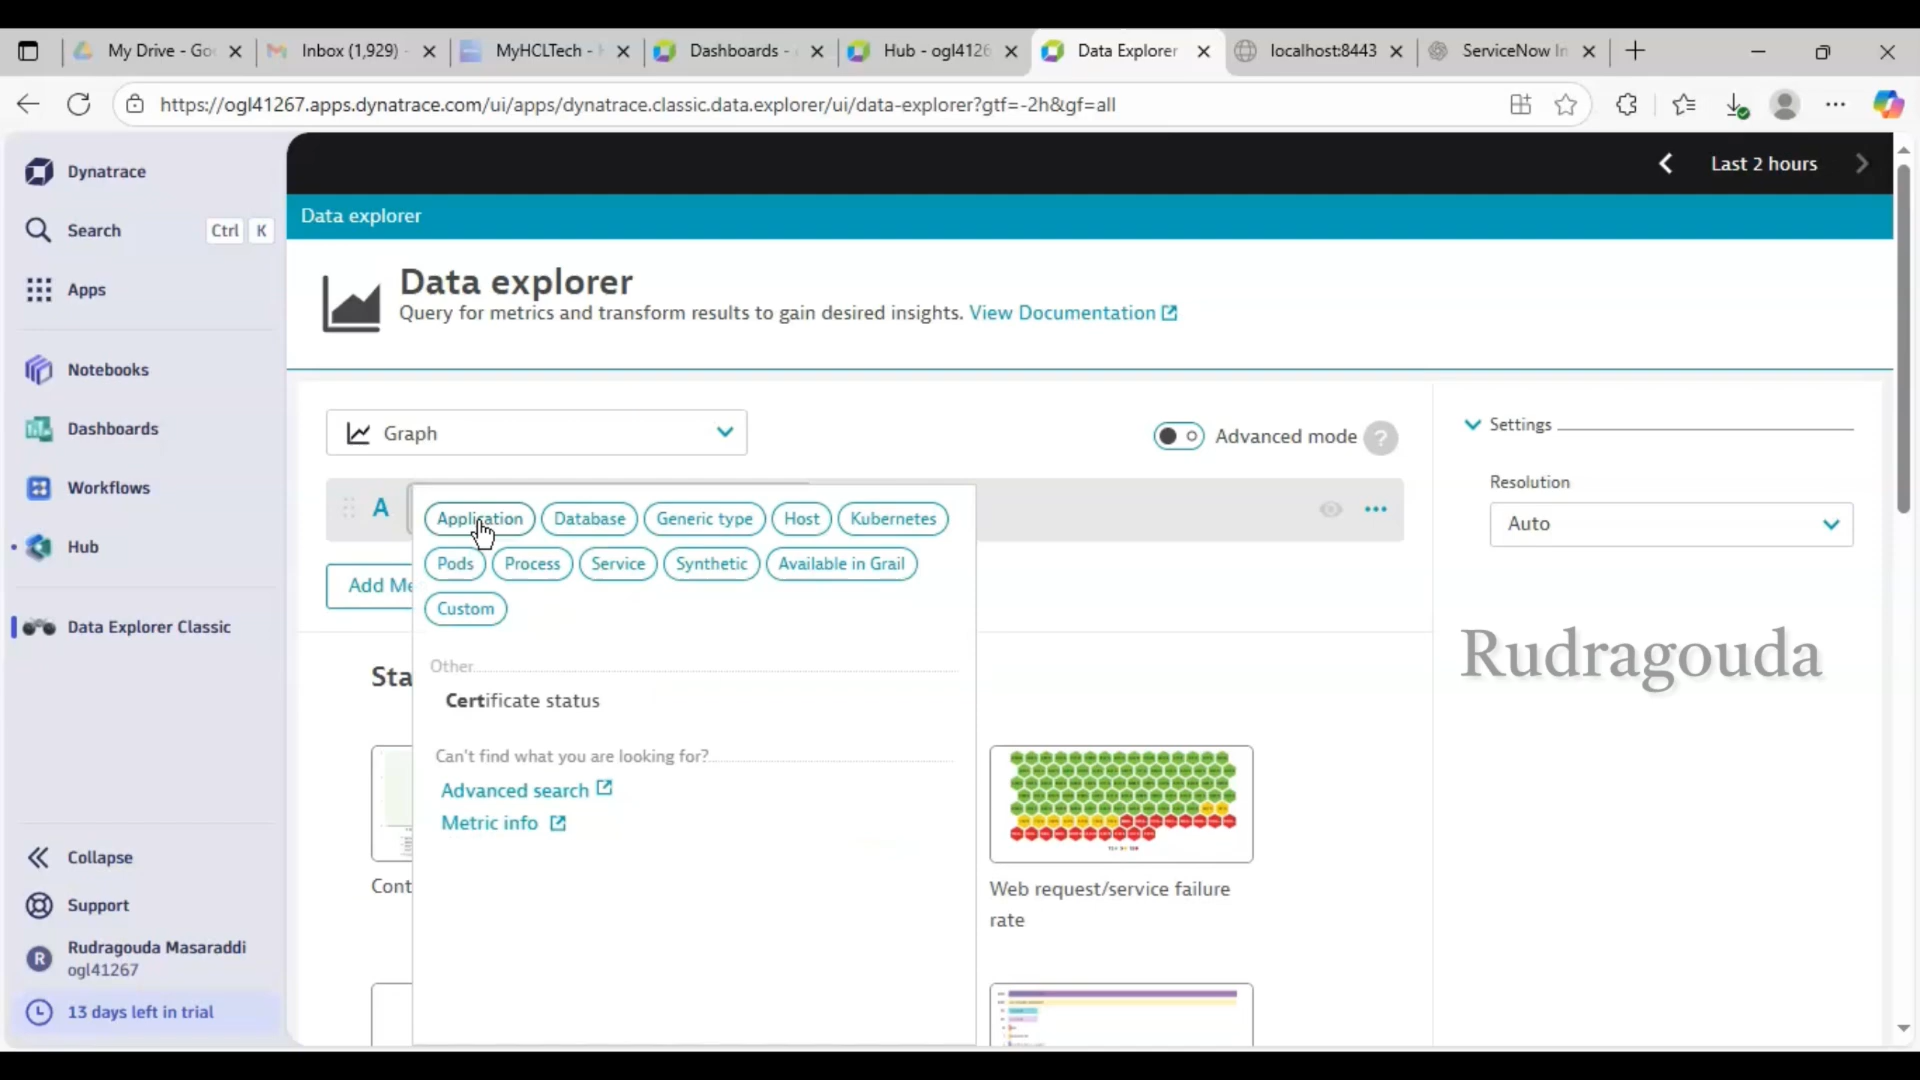 My Drive - Go
Inbox (1,929) -
MyHCLTech -
Dashboards -
Hub - ogl4126
Data Explorer
localhost:8443
ServiceNow In
https://ogl41267.apps.dynatrace.com/ui/apps/dynatrace.classic.data.explorer/ui/data-explorer?gtf=-2h&gf=all
Dynatrace
Last 2 hours
Search
Ctrl K
Data explorer
Apps
Data explorer
Query for metrics and transform results to gain desired insights. View Documentation
Notebooks
Dashboards
Workflows
Hub
Data Explorer Classic
Graph
Advanced mode ?
Settings
Resolution
Auto
A
Application Database Generic type Host Kubernetes
Pods Process Service Synthetic Available in Grail
Custom
Add Me
Other
Certificate status
Can't find what you are looking for?
Advanced search
Metric info
Sta
Cont
Web request/service failure
rate
Rudragouda
Collapse
Support
R
Rudragouda Masaraddi
ogl41267
13 days left in trial